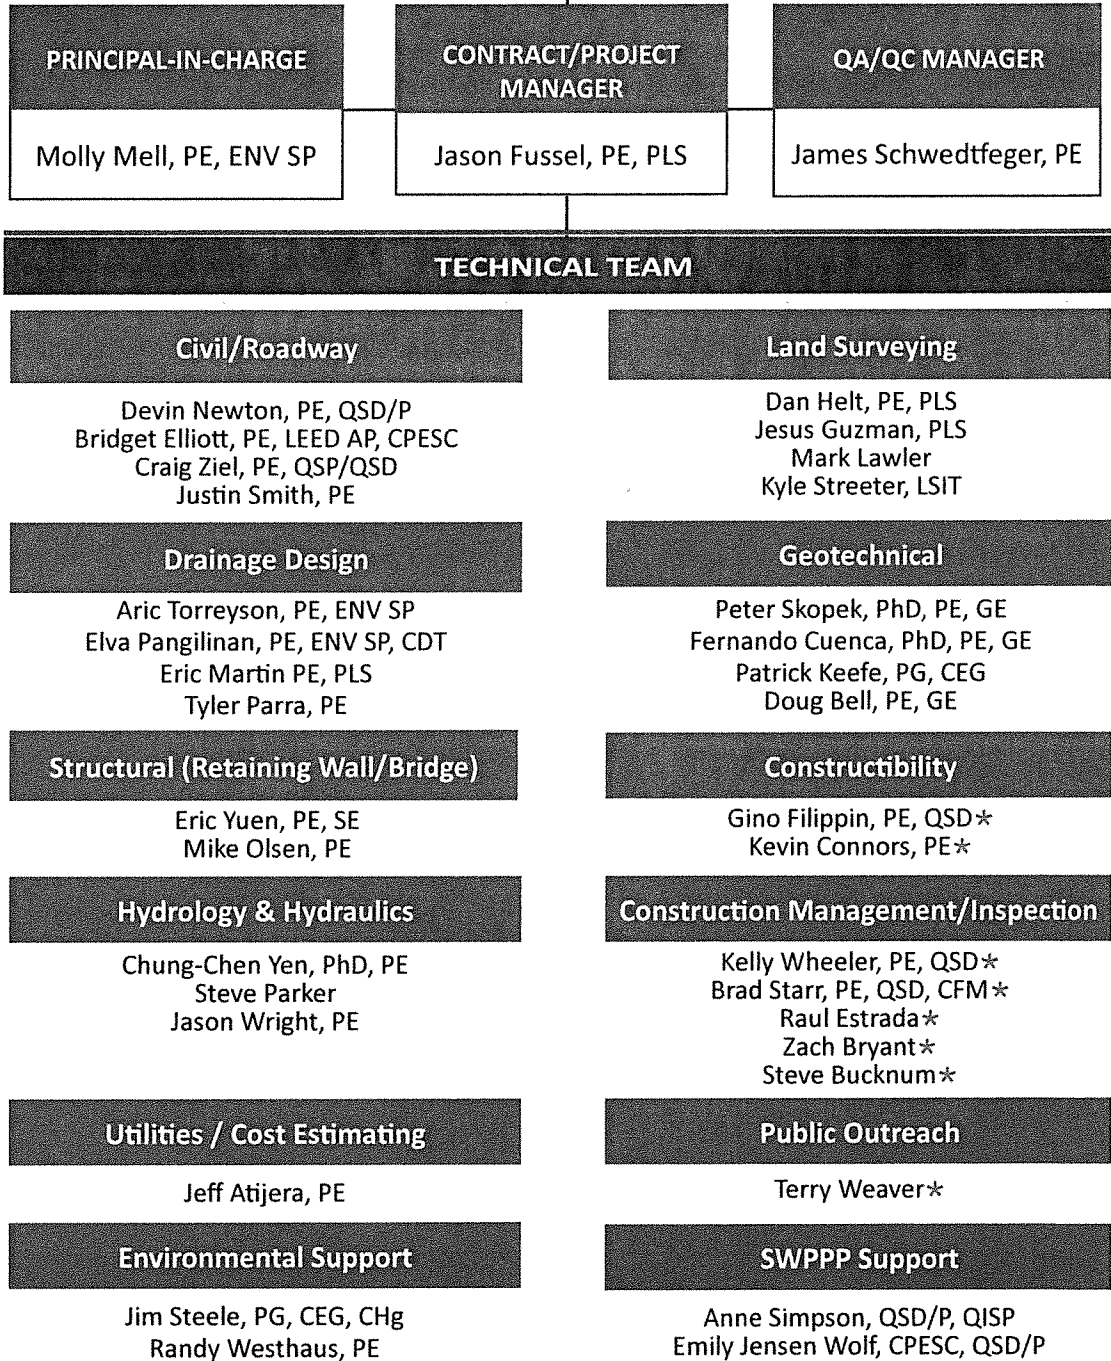 PRINCIPAL-IN-CHARGE
Molly Mell, PE, ENV SP
CONTRACT/PROJECT
MANAGER
Jason Fussel, PE, PLS
QA/QC MANAGER
James Schwedtfeger, PE
TECHNICAL TEAM
Civil/Roadway
Devin Newton, PE, QSD/P
Bridget Elliott, PE, LEED AP, CPESC
Craig Ziel, PE, QSP/QSD
Justin Smith, PE
Land Surveying
Dan Helt, PE, PLS
Jesus Guzman, PLS
Mark Lawler
Kyle Streeter, LSIT
Drainage Design
Aric Torreyson, PE, ENV SP
Elva Pangilinan, PE, ENV SP, CDT
Eric Martin PE, PLS
Tyler Parra, PE
Geotechnical
Peter Skopek, PhD, PE, GE
Fernando Cuenca, PhD, PE, GE
Patrick Keefe, PG, CEG
Doug Bell, PE, GE
Structural (Retaining Wall/Bridge)
Eric Yuen, PE, SE
Mike Olsen, PE
Constructibility
Gino Filippin, PE, QSD*
Kevin Connors, PE*
Hydrology & Hydraulics
Chung-Chen Yen, PhD, PE
Steve Parker
Jason Wright, PE
Construction Management/Inspection
Kelly Wheeler, PE, QSD*
Brad Starr, PE, QSD, CFM*
Raul Estrada*
Zach Bryant*
Steve Bucknum*
Utilities / Cost Estimating
Jeff Atijera, PE
Public Outreach
Terry Weaver*
Environmental Support
Jim Steele, PG, CEG, CHg
Randy Westhaus, PE
SWPPP Support
Anne Simpson, QSD/P, QISP
Emily Jensen Wolf, CPESC, QSD/P